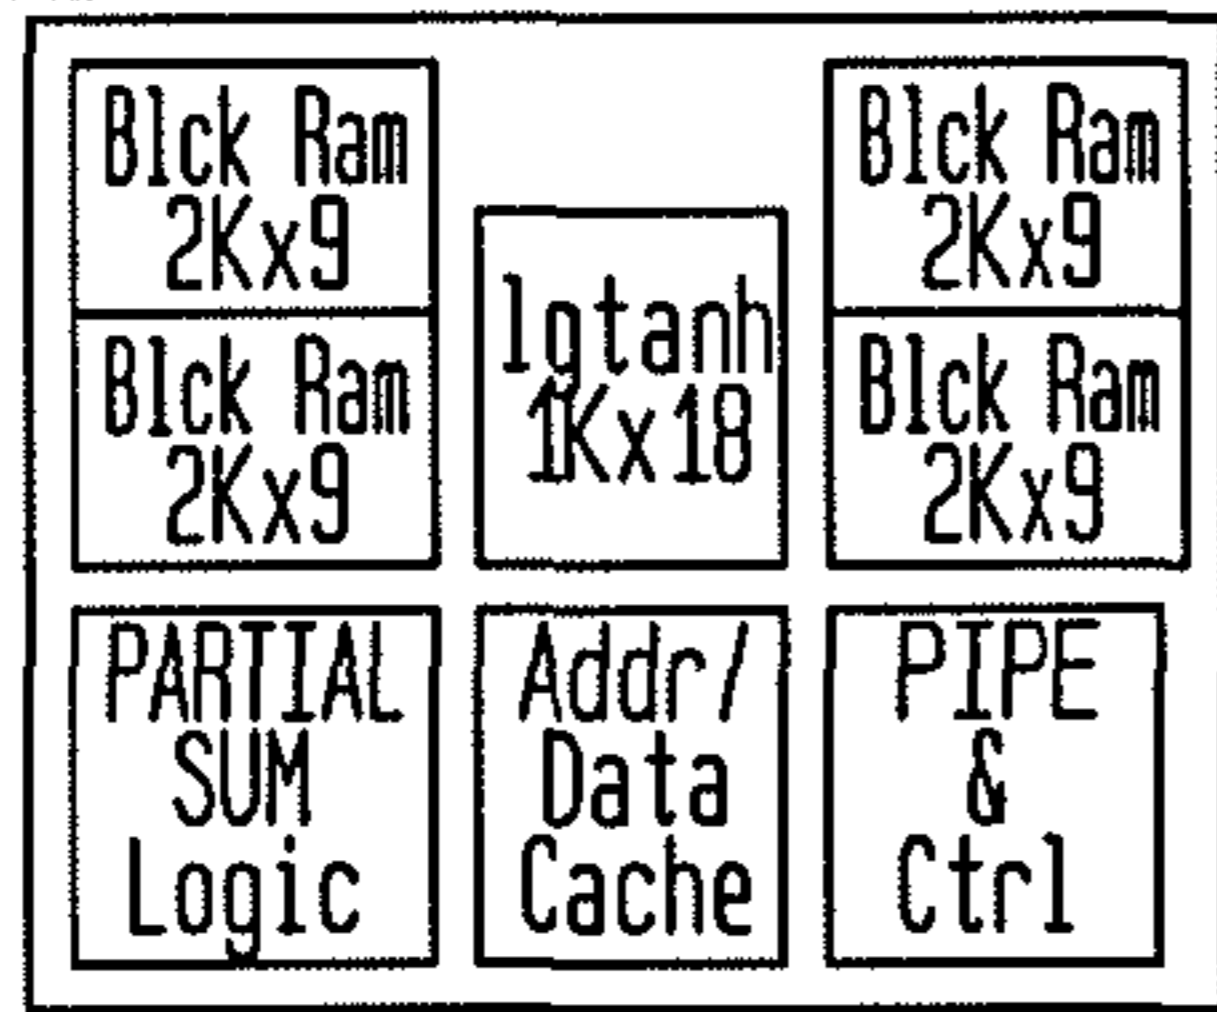 Blck Ram
2Kx9
Blck Ram
2Kx9
lgtanh
1Kx18
Blck Ram
2Kx9
Blck Ram
2Kx9
PARTIAL
SUM
Logic
Addr/
Data
Cache
PIPE
&
Ctrl